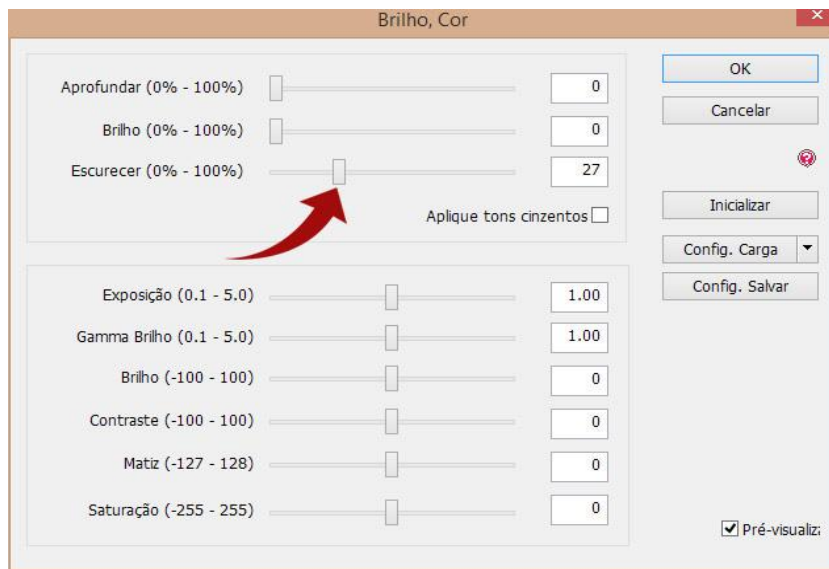 Brilho, Cor
Aprofundar (0% - 100%) 0
Brilho (0% - 100%) 0
Escurecer (0% - 100%) 27
Aplique tons cinzentos
Exposição (0.1 - 5.0) 1.00
Gamma Brilho (0.1 - 5.0) 1.00
Brilho (-100 - 100) 0
Contraste (-100 - 100) 0
Matiz (-127 - 128) 0
Saturação (-255 - 255) 0
OK
Cancelar
?
Inicializar
Config. Carga
Config. Salvar
Pré-visualiz